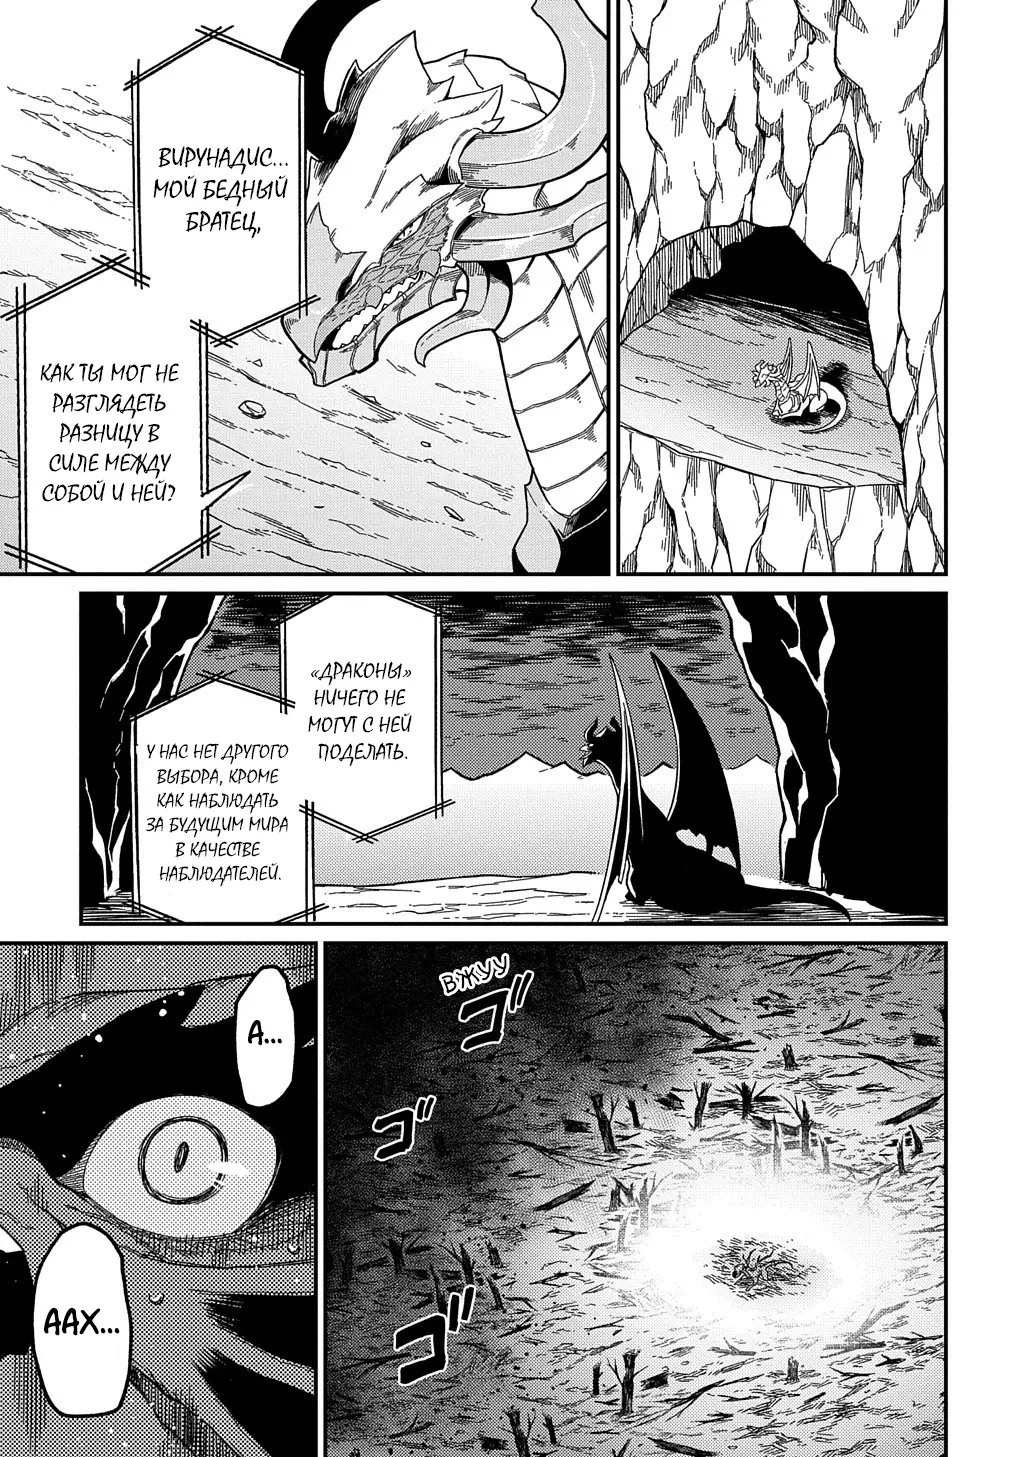 ВИРУНАДИС...
МОЙ БЕДНЫЙ
БРАТЕЦ,
КАК ТЫ МОГ НЕ
РАЗГЛЯДЕТЬ
РАЗНИЦУ В
СИЛЕ МЕЖДУ
СОБОЙ И НЕЙ?
«ДРАКОНЫ»
НИЧЕГО НЕ
МОГУТ С НЕЙ
ПОДЕЛАТЬ.
У НАС НЕТ ДРУГОГО
ВЫБОРА, КРОМЕ
КАК НАБЛЮДАТЬ
ЗА БУДУЩИМ МИРА
В КАЧЕСТВЕ
НАБЛЮДАТЕЛЕЙ.
ВЖУУ
ゴ
ゴ
ゴ
ゴ
А...
ААХ...